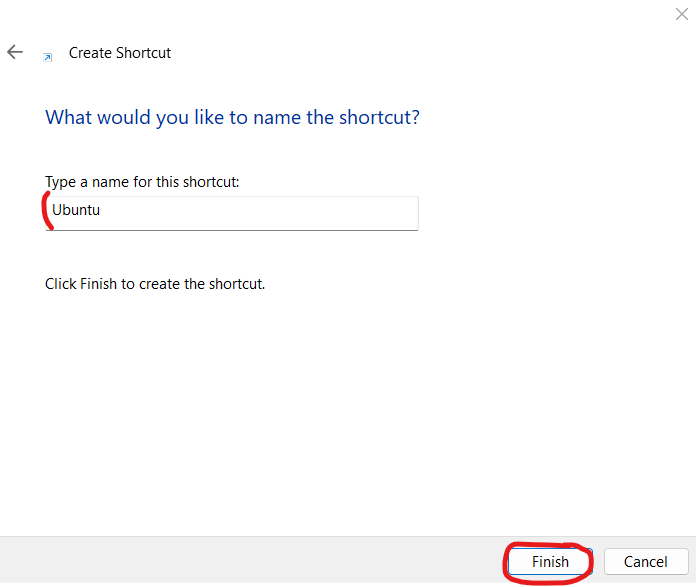 Create Shortcut
What would you like to name the shortcut?
Type a name for this shortcut:
Ubuntu
Click Finish to create the shortcut.
Finish Cancel